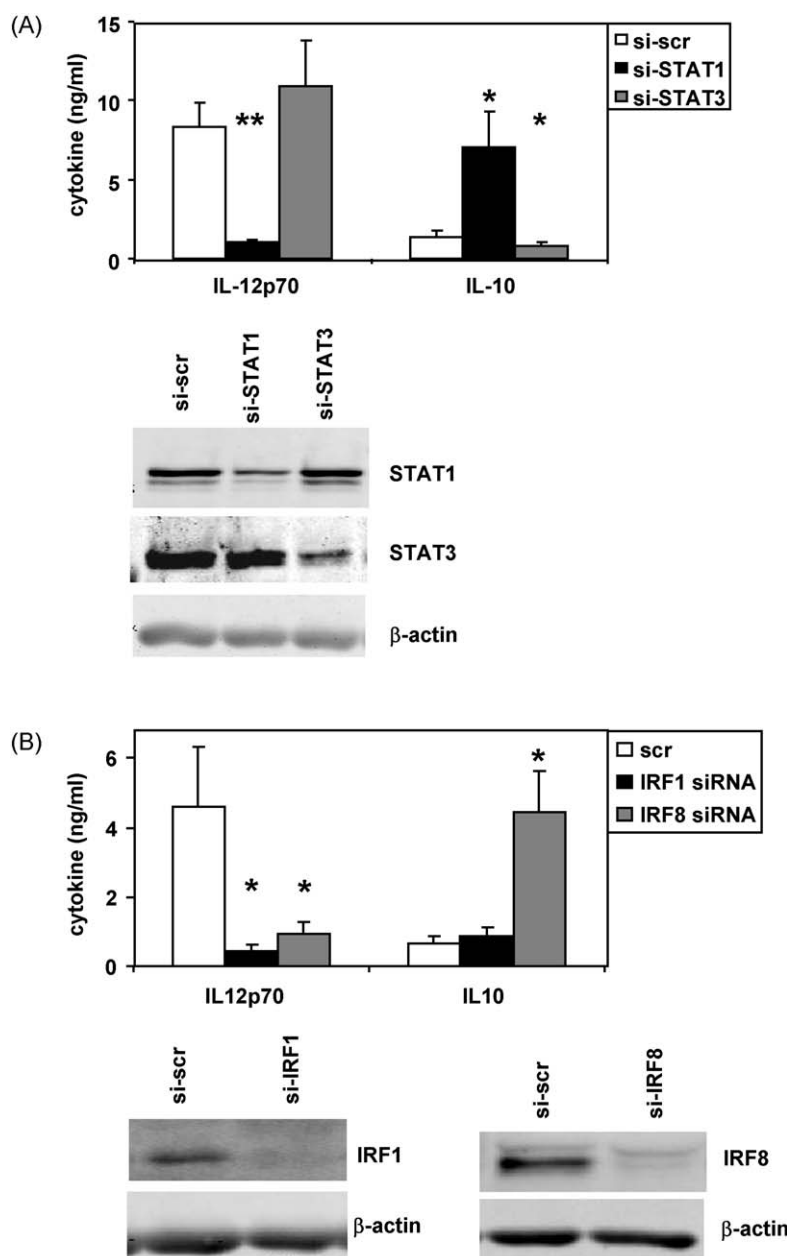 (A)
15
10
5
0
cytokine (ng/ml)
**
*
*
IL-12p70
IL-10
si-scr
si-STAT1
si-STAT3
si-scr
si-STAT1
si-STAT3
STAT1
STAT3
β-actin
(B)
6
4
2
0
cytokine (ng/ml)
*
*
*
IL12p70
IL10
scr
IRF1 siRNA
IRF8 siRNA
si-scr
si-IRF1
IRF1
β-actin
si-scr
si-IRF8
IRF8
β-actin